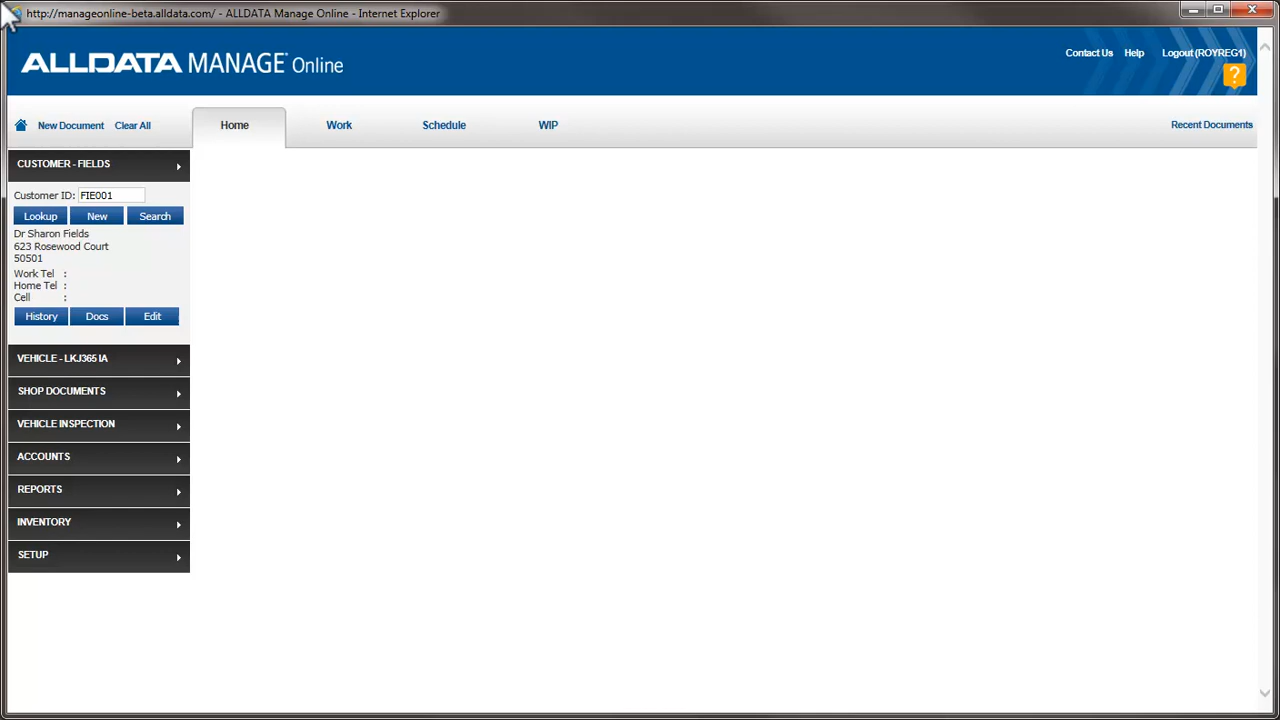 http://manageonline-beta.alldata.com/ - ALLDATA Manage Online - Internet Explorer
ALLDATA MANAGE Online
Contact Us Help Logout (ROYREG1)
?
New Document Clear All Home Work Schedule WIP Recent Documents
CUSTOMER - FIELDS
Customer ID: FIE001
Lookup New Search
Dr Sharon Fields
623 Rosewood Court
50501
Work Tel :
Home Tel :
Cell :
History Docs Edit
VEHICLE - LKJ365 IA
SHOP DOCUMENTS
VEHICLE INSPECTION
ACCOUNTS
REPORTS
INVENTORY
SETUP